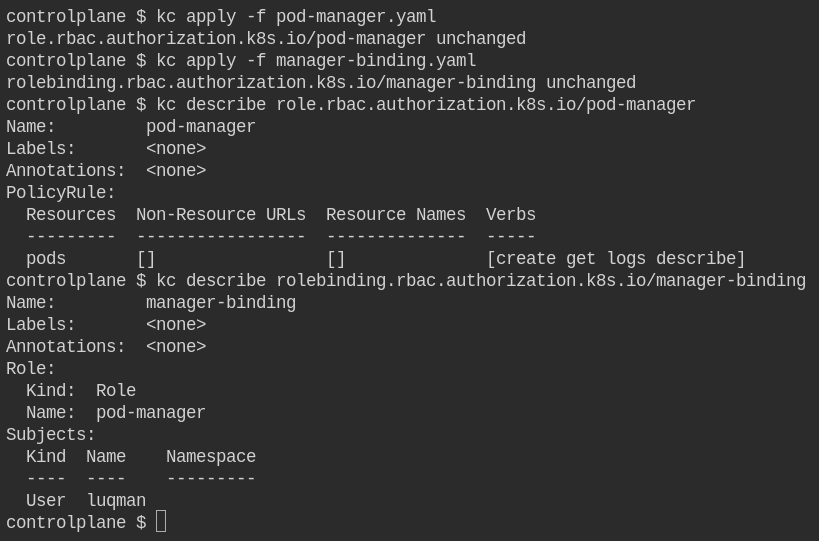 controlplane $ kc apply -f pod-manager.yaml
role.rbac.authorization.k8s.io/pod-manager unchanged
controlplane $ kc apply -f manager-binding.yaml
rolebinding.rbac.authorization.k8s.io/manager-binding unchanged
controlplane $ kc describe role.rbac.authorization.k8s.io/pod-manager
Name:         pod-manager
Labels:       <none>
Annotations:  <none>
PolicyRule:
  Resources  Non-Resource URLs  Resource Names  Verbs
  ---------  -----------------  --------------  -----
  pods       []                 []              [create get logs describe]
controlplane $ kc describe rolebinding.rbac.authorization.k8s.io/manager-binding
Name:         manager-binding
Labels:       <none>
Annotations:  <none>
Role:
  Kind:  Role
  Name:  pod-manager
Subjects:
  Kind  Name    Namespace
  ----  ----    ---------
  User  luqman
controlplane $